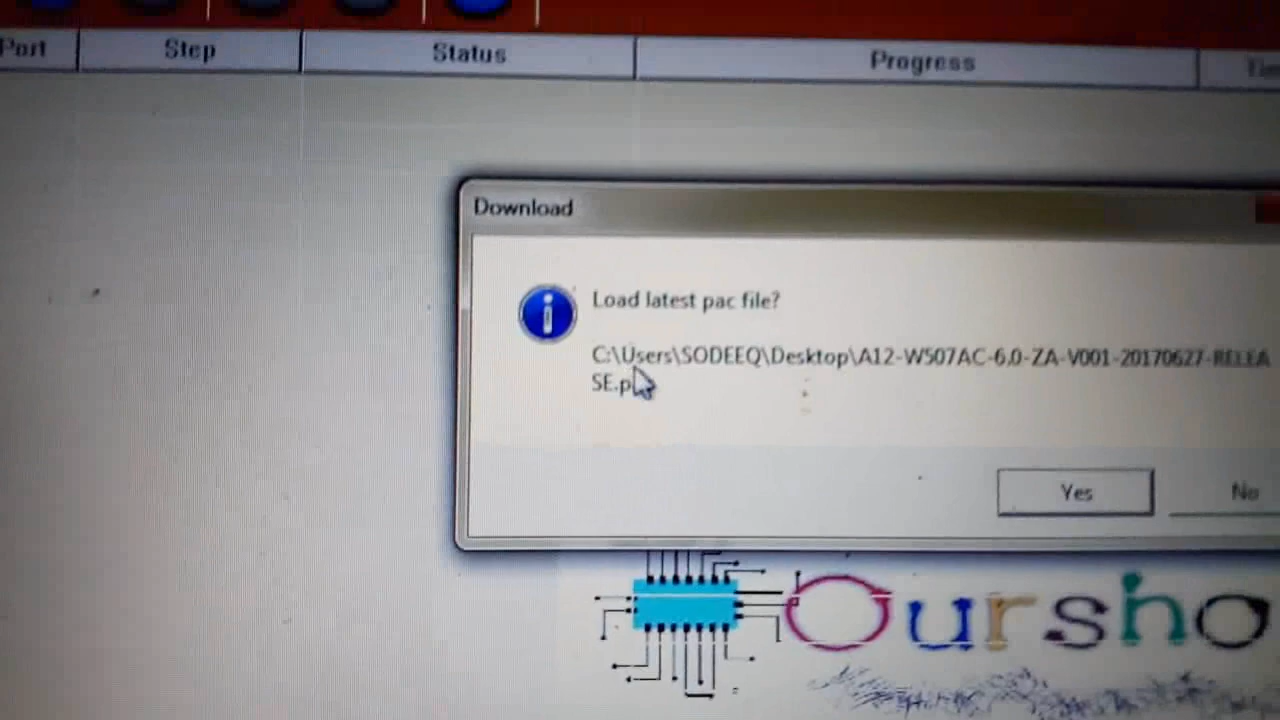 Port Step Status Progress
Download
Load latest pac file?
C:\Users\SODEEQ\Desktop\A12-W507AC-6.0-ZA-V001-20170627-RELEA
SE.p
Yes No
Oursho